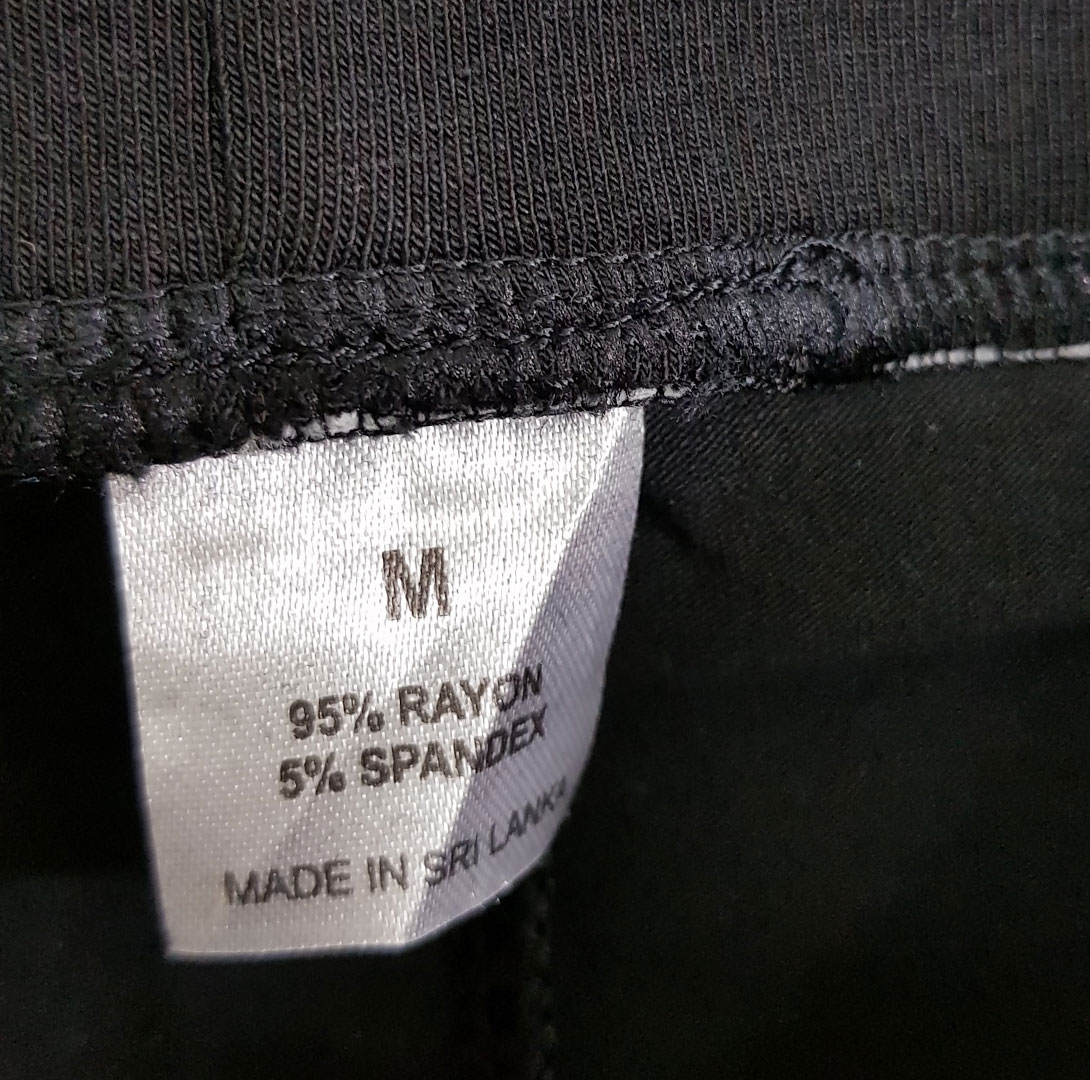 M
95% RAYON
5% SPANDEX
MADE IN SRI LANKA